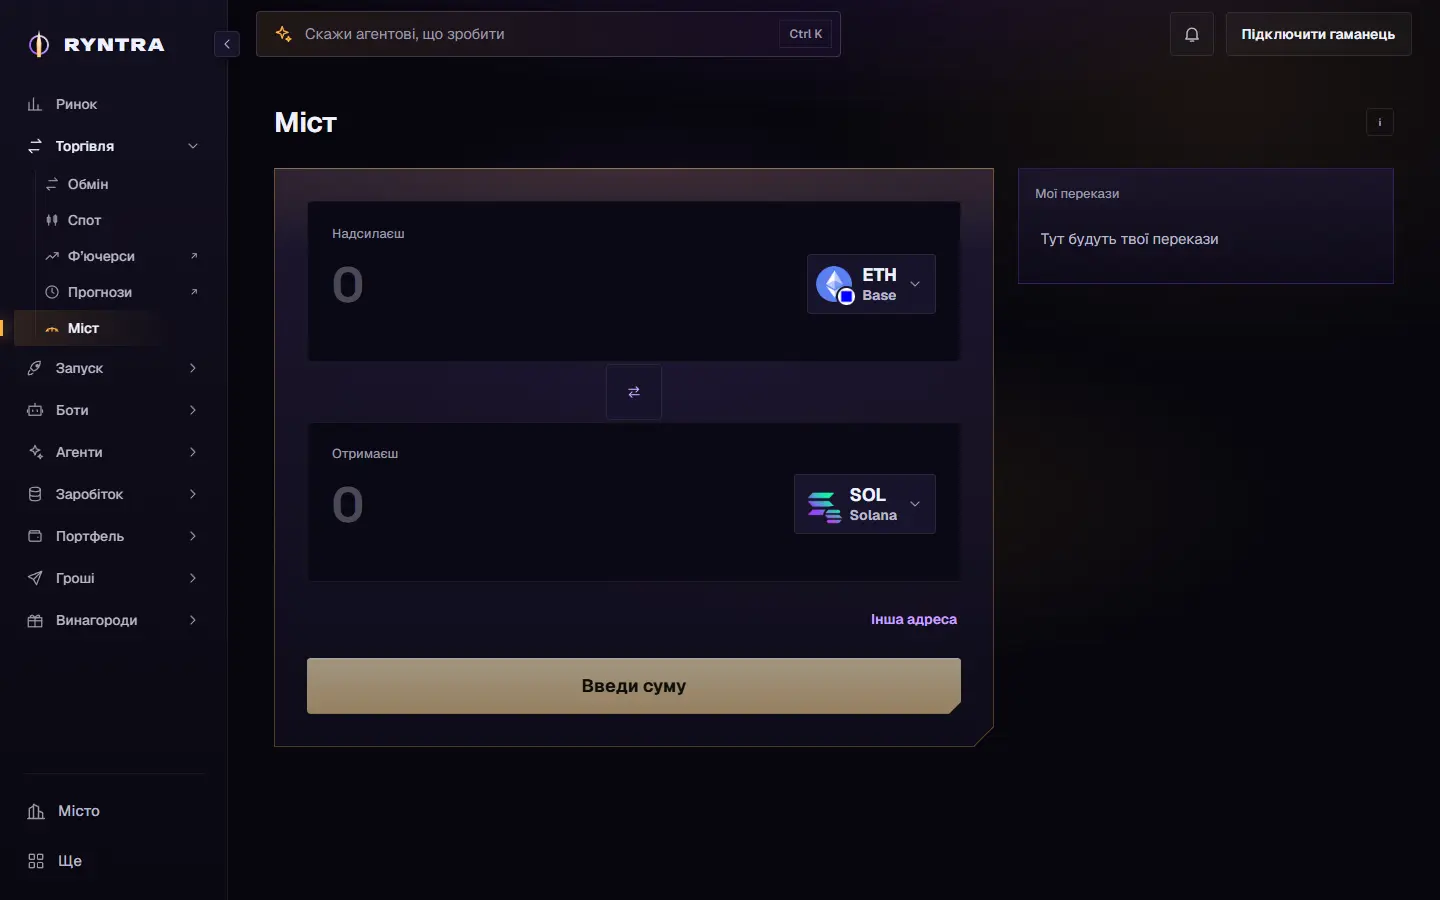 RYNTRA
Скажи агентові, що зробити
Ctrl K
Підключити гаманець
Ринок
Торгівля
Обмін
Спот
Ф'ючерси
Прогнози
Міст
Запуск
Боти
Агенти
Заробіток
Портфель
Гроші
Винагороди
Місто
Ще
Міст
i
Надсилаєш
0
ETH
Base
Отримаєш
0
SOL
Solana
Інша адреса
Введи суму
Мої перекази
Тут будуть твої перекази